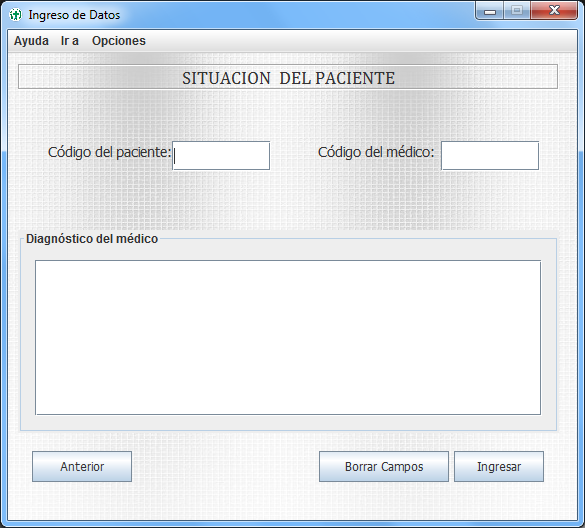 Ingreso de Datos
Ayuda Ir a Opciones
SITUACION DEL PACIENTE
Código del paciente: Código del médico:
Diagnóstico del médico
Anterior Borrar Campos Ingresar